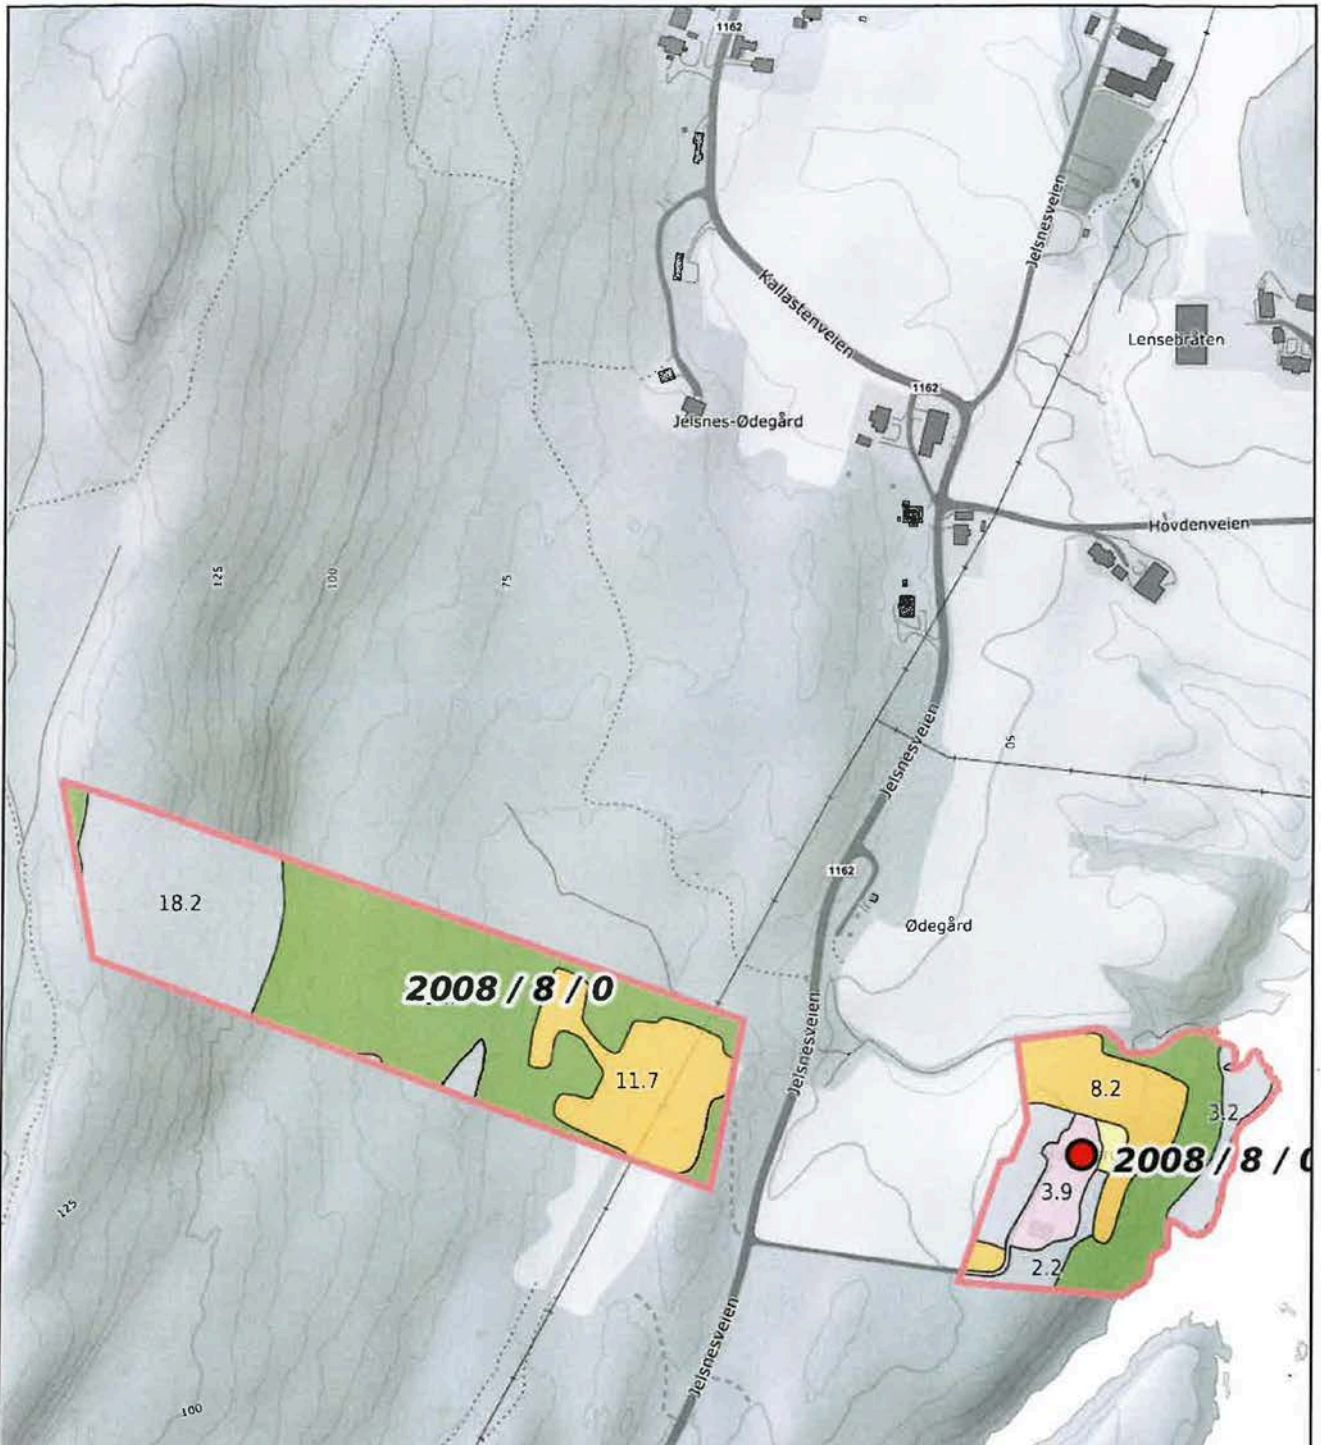 1162
Jelsnesveien
Kallastenveien
Lensebråten
1162
Jelsnes-Ødegård
Hovdenveien
125
100
75
Jelsnesveien
50
1162
18.2
Ødegård
2008 / 8 / 0
Jelsnesveien
11.7
8.2
3.2
2008 / 8 / 0
3.9
125
2.2
Jelsnesveien
100